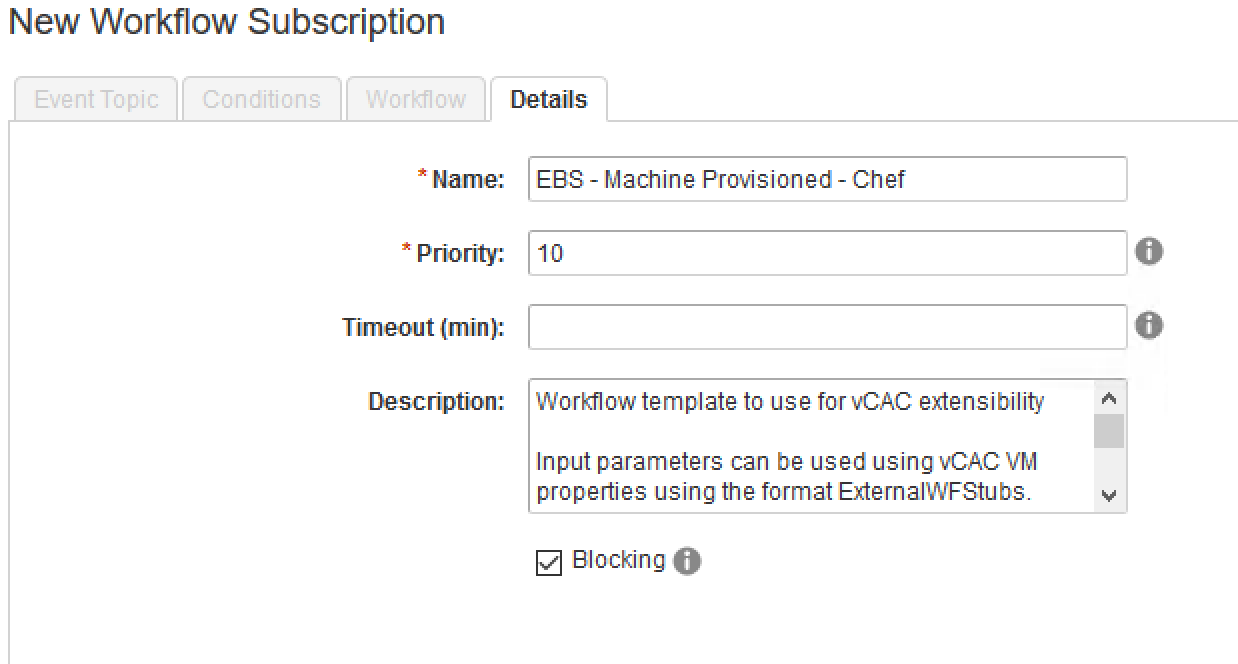 New Workflow Subscription
Event Topic Conditions Workflow Details
* Name: EBS - Machine Provisioned - Chef
* Priority: 10
Timeout (min):
Description: Workflow template to use for vCAC extensibility
Input parameters can be used using vCAC VM
properties using the format ExternalWFStubs.
Blocking